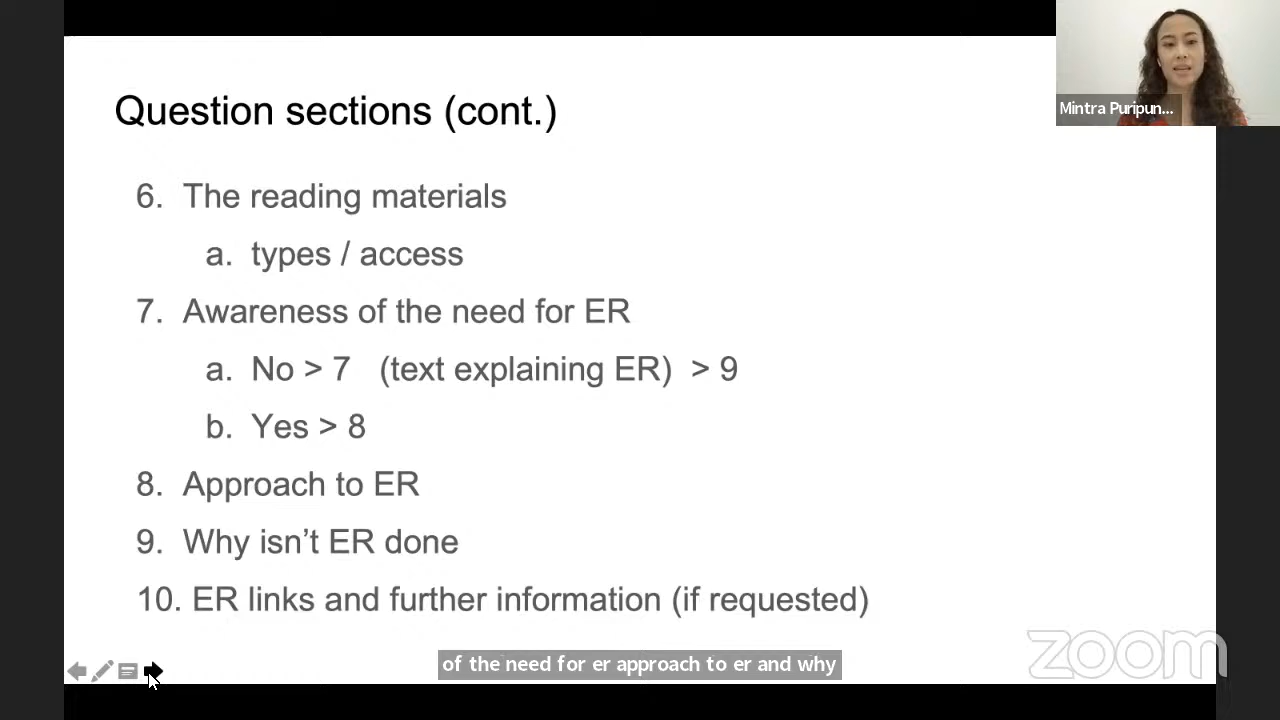 Question sections (cont.)
Mintra Puripun...
6. The reading materials
a. types / access
7. Awareness of the need for ER
a. No > 7 (text explaining ER) > 9
b. Yes > 8
8. Approach to ER
9. Why isn't ER done
10. ER links and further information (if requested)
of the need for er approach to er and why
zoom